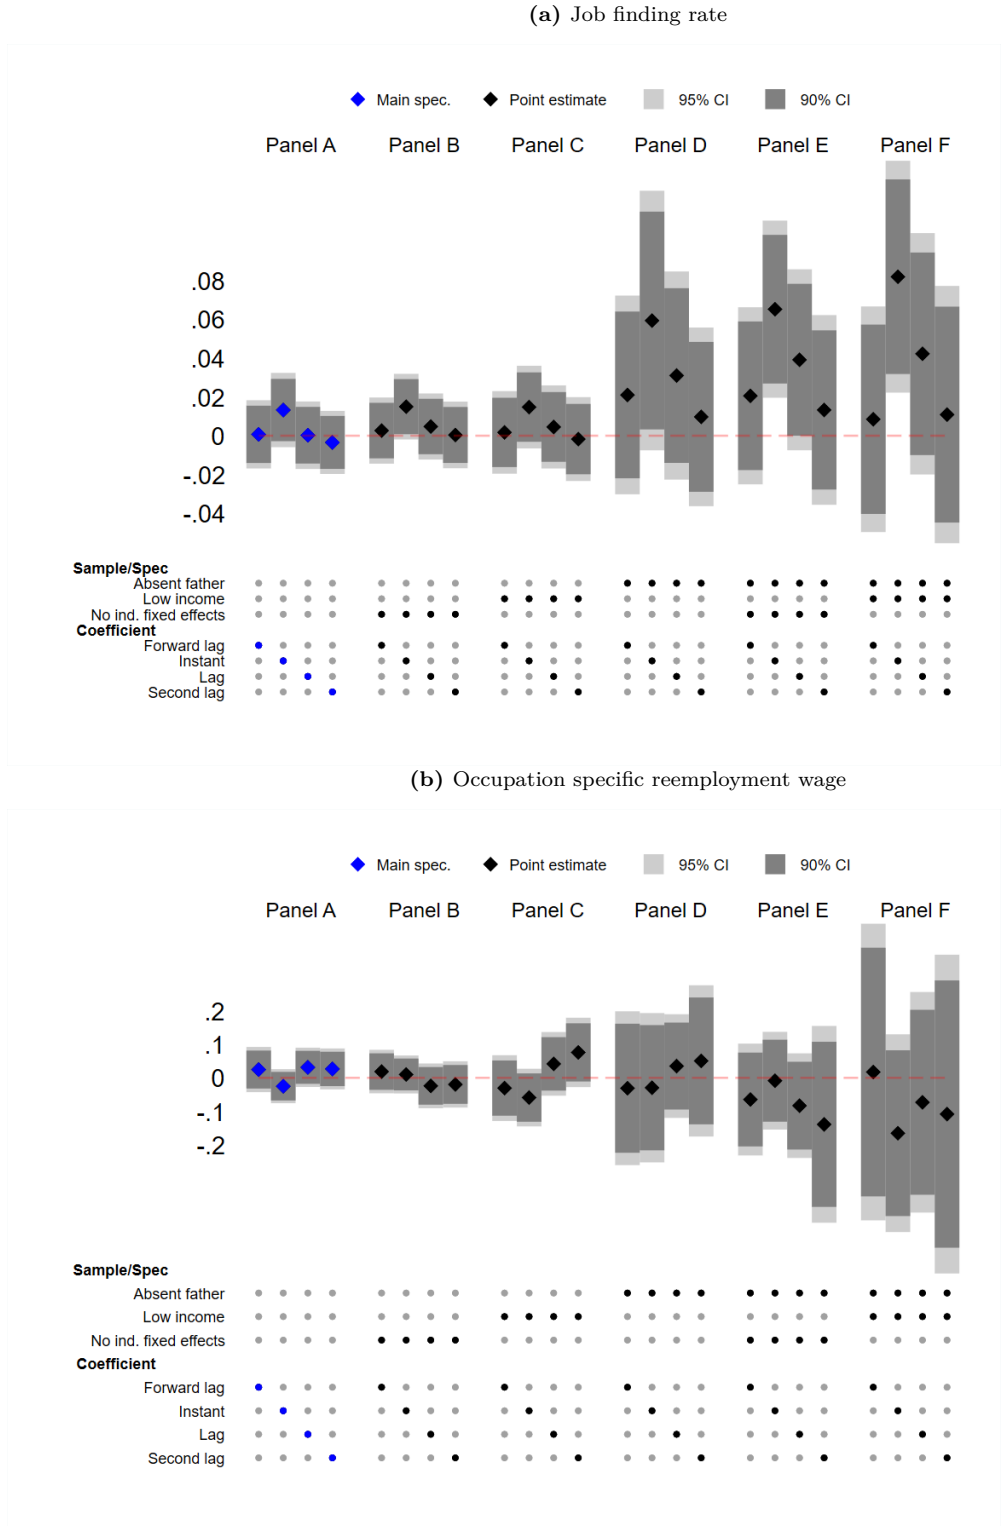 (a) Job finding rate
Main spec. Point estimate 95% CI 90% CI
Panel A Panel B Panel C Panel D Panel E Panel F
.08
.06
.04
.02
0
-.02
-.04
Sample/Spec
Absent father
Low income
No ind. fixed effects
Coefficient
Forward lag
Instant
Lag
Second lag
(b) Occupation specific reemployment wage
Main spec. Point estimate 95% CI 90% CI
Panel A Panel B Panel C Panel D Panel E Panel F
.2
.1
0
-.1
-.2
Sample/Spec
Absent father
Low income
No ind. fixed effects
Coefficient
Forward lag
Instant
Lag
Second lag